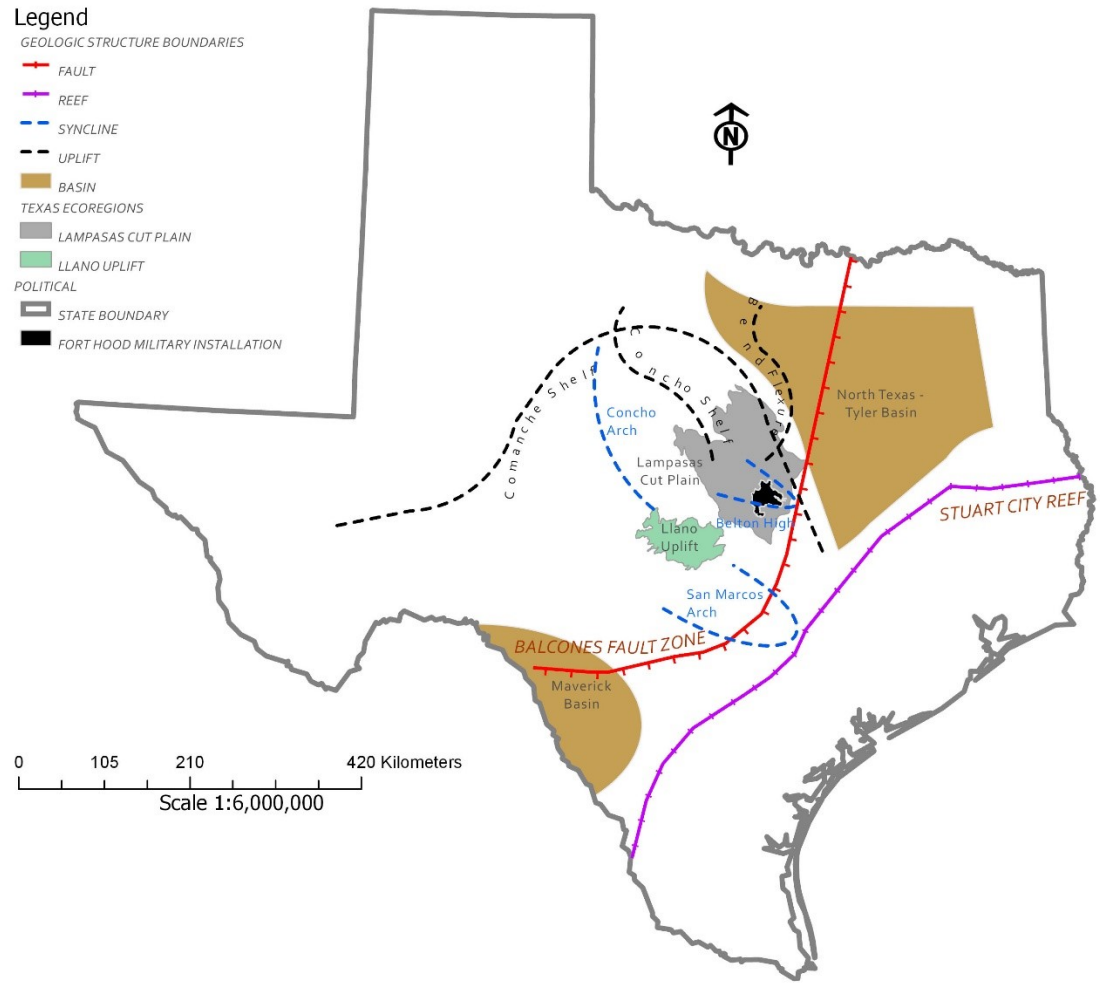 Legend
GEOLOGIC STRUCTURE BOUNDARIES
FAULT
REEF
SYNCLINE
UPLIFT
BASIN
TEXAS ECOREGIONS
LAMPASAS CUT PLAIN
LLANO UPLIFT
POLITICAL
STATE BOUNDARY
FORT HOOD MILITARY INSTALLATION
N
Bend Flexure
Concho Shelf
Comanche Shelf
North Texas -
Tyler Basin
Concho
Arch
Lampasas
Cut Plain
STUART CITY REEF
Belton High
Llano
Uplift
San Marcos
Arch
BALCONES FAULT ZONE
Maverick
Basin
0 105 210 420 Kilometers
Scale 1:6,000,000